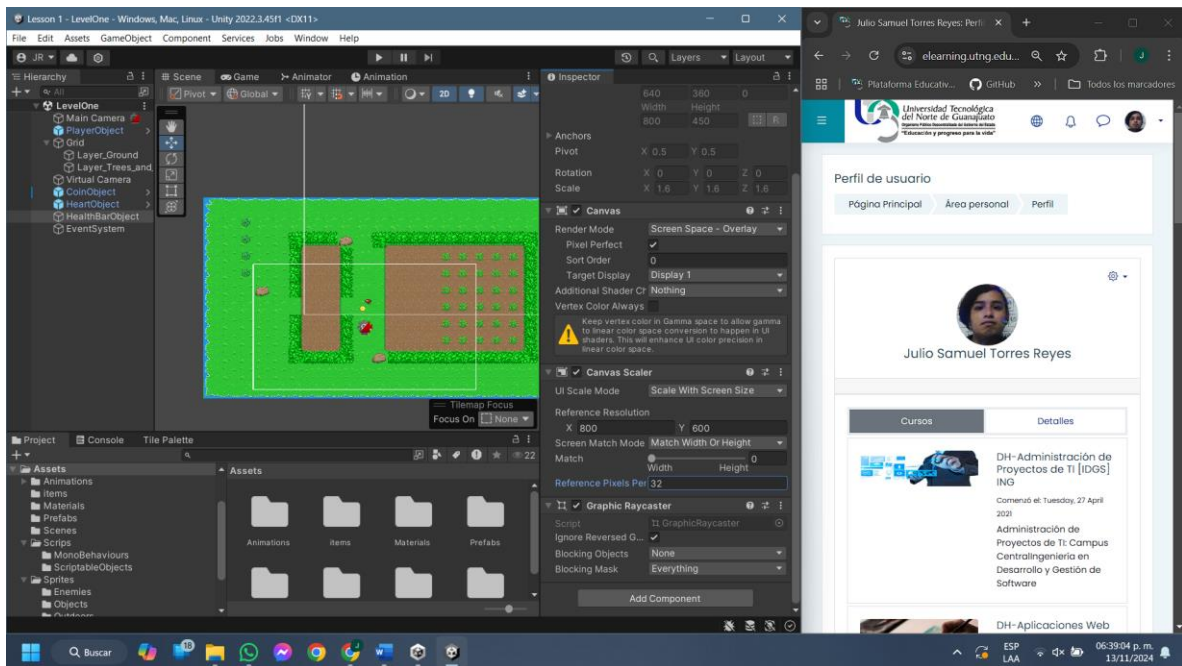 Lesson 1 - LevelOne - Windows, Mac, Linux - Unity 2022.3.45f1 <DX11>
File Edit Assets GameObject Component Services Jobs Window Help
JR
Layers
Layout
Hierarchy
All
LevelOne
Main Camera
PlayerObject
Grid
Layer_Ground
Layer_Trees_and
Virtual Camera
CoinObject
HeartObject
HealthBarObject
EventSystem
Scene Game Animator Animation
Pivot Global 2D
Tilemap Focus
Focus On None
Inspector
640 360 0
Width Height
800 450 R
Anchors
Pivot X 0.5 Y 0.5
Rotation X 0 Y 0 Z 0
Scale X 1.6 Y 1.6 Z 1.6
Canvas
Render Mode Screen Space - Overlay
Pixel Perfect
Sort Order 0
Target Display Display 1
Additional Shader Ch Nothing
Vertex Color Always
Keep vertex color in Gamma space to allow gamma
to linear color space conversion to happen in UI
shaders. This will enhance UI color precision in
linear color space.
Canvas Scaler
UI Scale Mode Scale With Screen Size
Reference Resolution
X 800 Y 600
Screen Match Mode Match Width Or Height
Match 0
Width Height
Reference Pixels Per 32
Graphic Raycaster
Script GraphicRaycaster
Ignore Reversed G...
Blocking Objects None
Blocking Mask Everything
Add Component
Project Console Tile Palette
22
Assets
Animations
items
Materials
Prefabs
Scenes
Scrips
MonoBehaviours
ScriptableObjects
Sprites
Enemies
Objects
Outdoors
Assets
Animations items Materials Prefabs
Julio Samuel Torres Reyes: Perfi
elearning.utng.edu...
J
Plataforma Educativ... GitHub » Todos los marcadores
Universidad Tecnológica
del Norte de Guanajuato
"Educación y progreso para la vida"
Perfil de usuario
Página Principal Área personal Perfil
Julio Samuel Torres Reyes
Cursos Detalles
DH-Administración de
Proyectos de TI [IDGS]
ING
Comenzó el: Tuesday, 27 April
2021
Administración de
Proyectos de TI: Campus
CentralIngeniería en
Desarrollo y Gestión de
Software
DH-Aplicaciones Web
Buscar
18
ESP
LAA
06:39:04 p. m.
13/11/2024